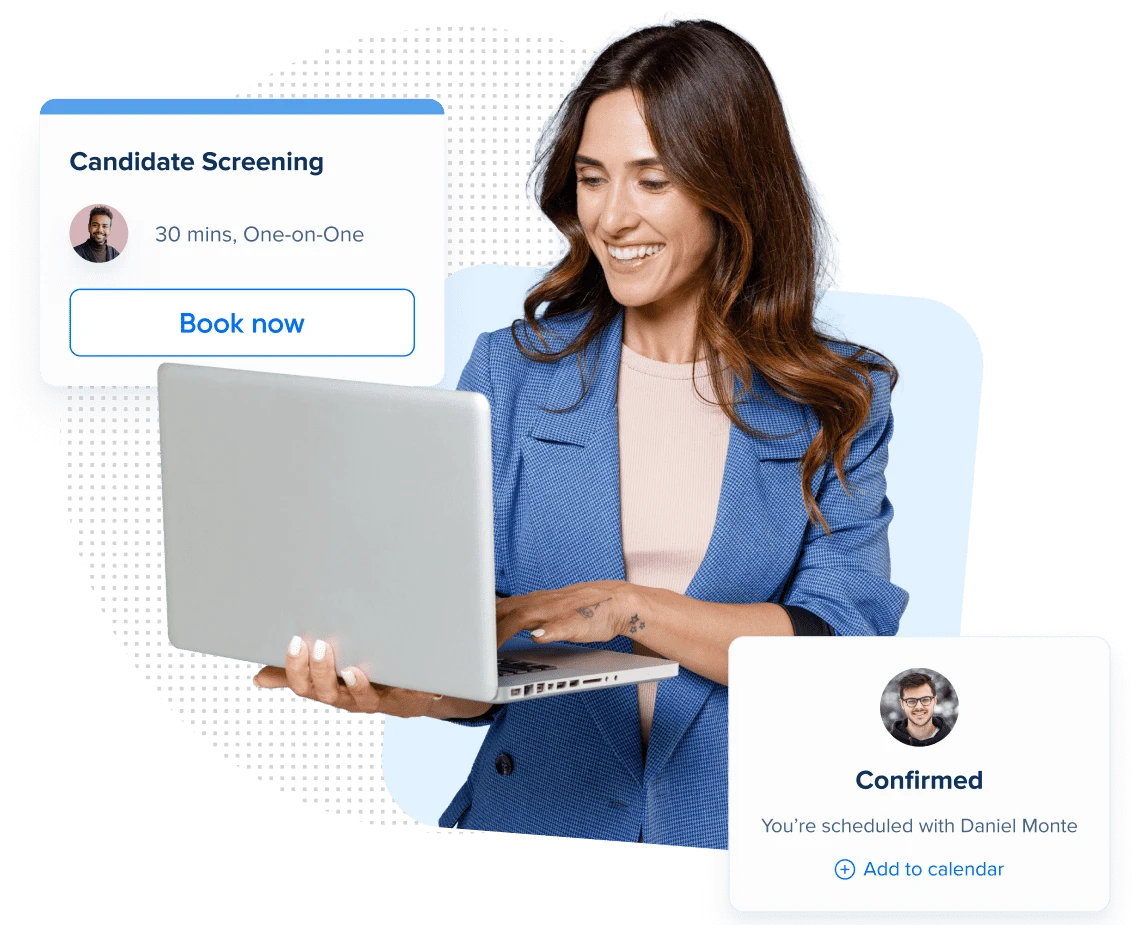 Candidate Screening
30 mins, One-on-One
Book now
Confirmed
You’re scheduled with Daniel Monte
Add to calendar